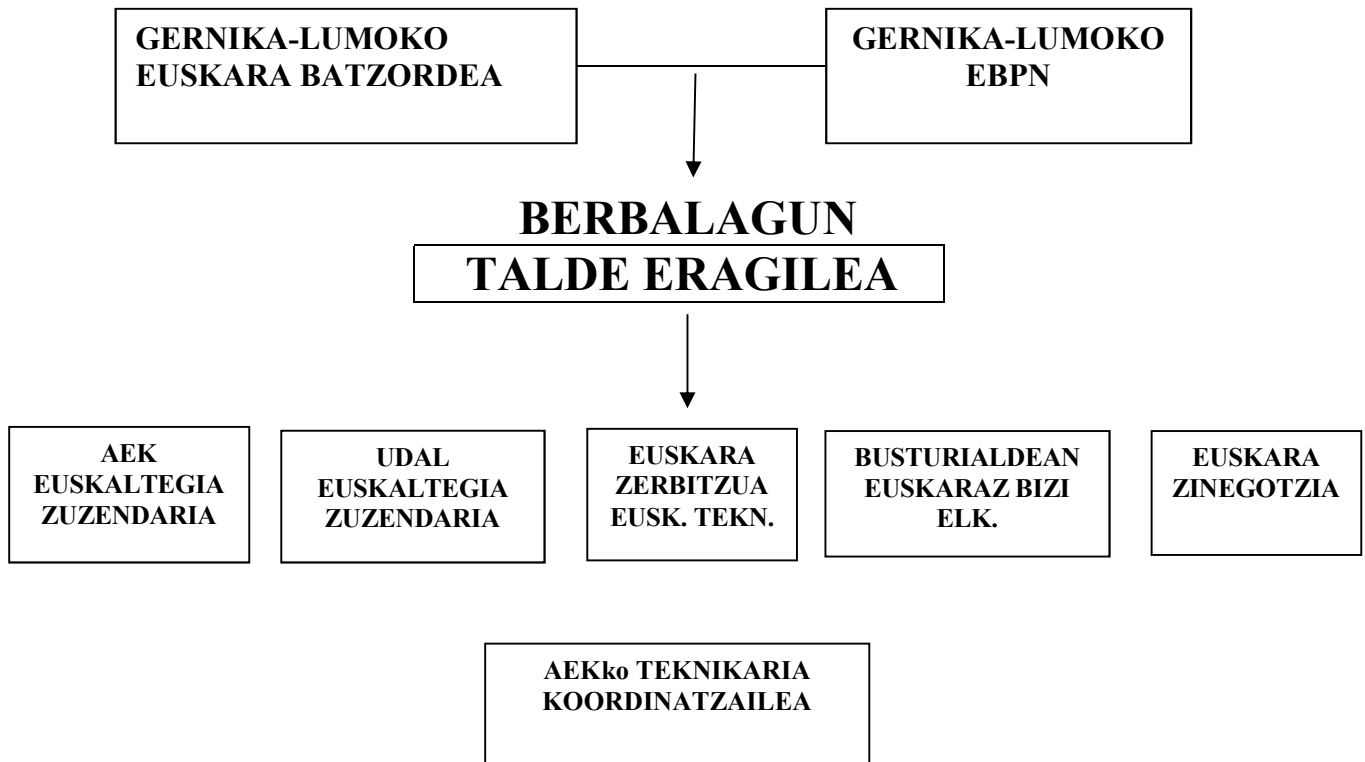 GERNIKA-LUMOKO
EUSKARA BATZORDEA
GERNIKA-LUMOKO
EBPN
BERBALAGUN
TALDE ERAGILEA
AEK
EUSKALTEGIA
ZUZENDARIA
UDAL
EUSKALTEGIA
ZUZENDARIA
EUSKARA
ZERBITZUA
EUSK. TEKN.
BUSTURIALDEAN
EUSKARAZ BIZI
ELK.
EUSKARA
ZINEGOTZIA
AEKko TEKNIKARIA
KOORDINATZAILEA